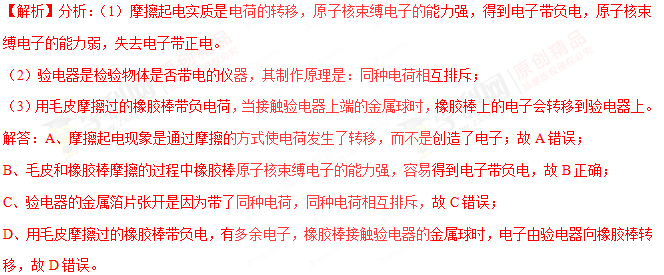 【解析】分析：（1）摩擦起电实质是电荷的转移，原子核束缚电子的能力强，得到电子带负电，原子核束
缚电子的能力弱，失去电子带正电。
（2）验电器是检验物体是否带电的仪器，其制作原理是：同种电荷相互排斥；
（3）用毛皮摩擦过的橡胶棒带负电荷，当接触验电器上端的金属球时，橡胶棒上的电子会转移到验电器上。
解答：A、摩擦起电现象是通过摩擦的方式使电荷发生了转移，而不是创造了电子；故 A 错误；
B、毛皮和橡胶棒摩擦的过程中橡胶棒原子核束缚电子的能力强，容易得到电子带负电，故 B 正确；
C、验电器的金属箔片张开是因为带了同种电荷，同种电荷相互排斥，故 C 错误；
D、用毛皮摩擦过的橡胶棒带负电，有多余电子，橡胶棒接触验电器的金属球时，电子由验电器向橡胶棒转
移，故 D 错误。